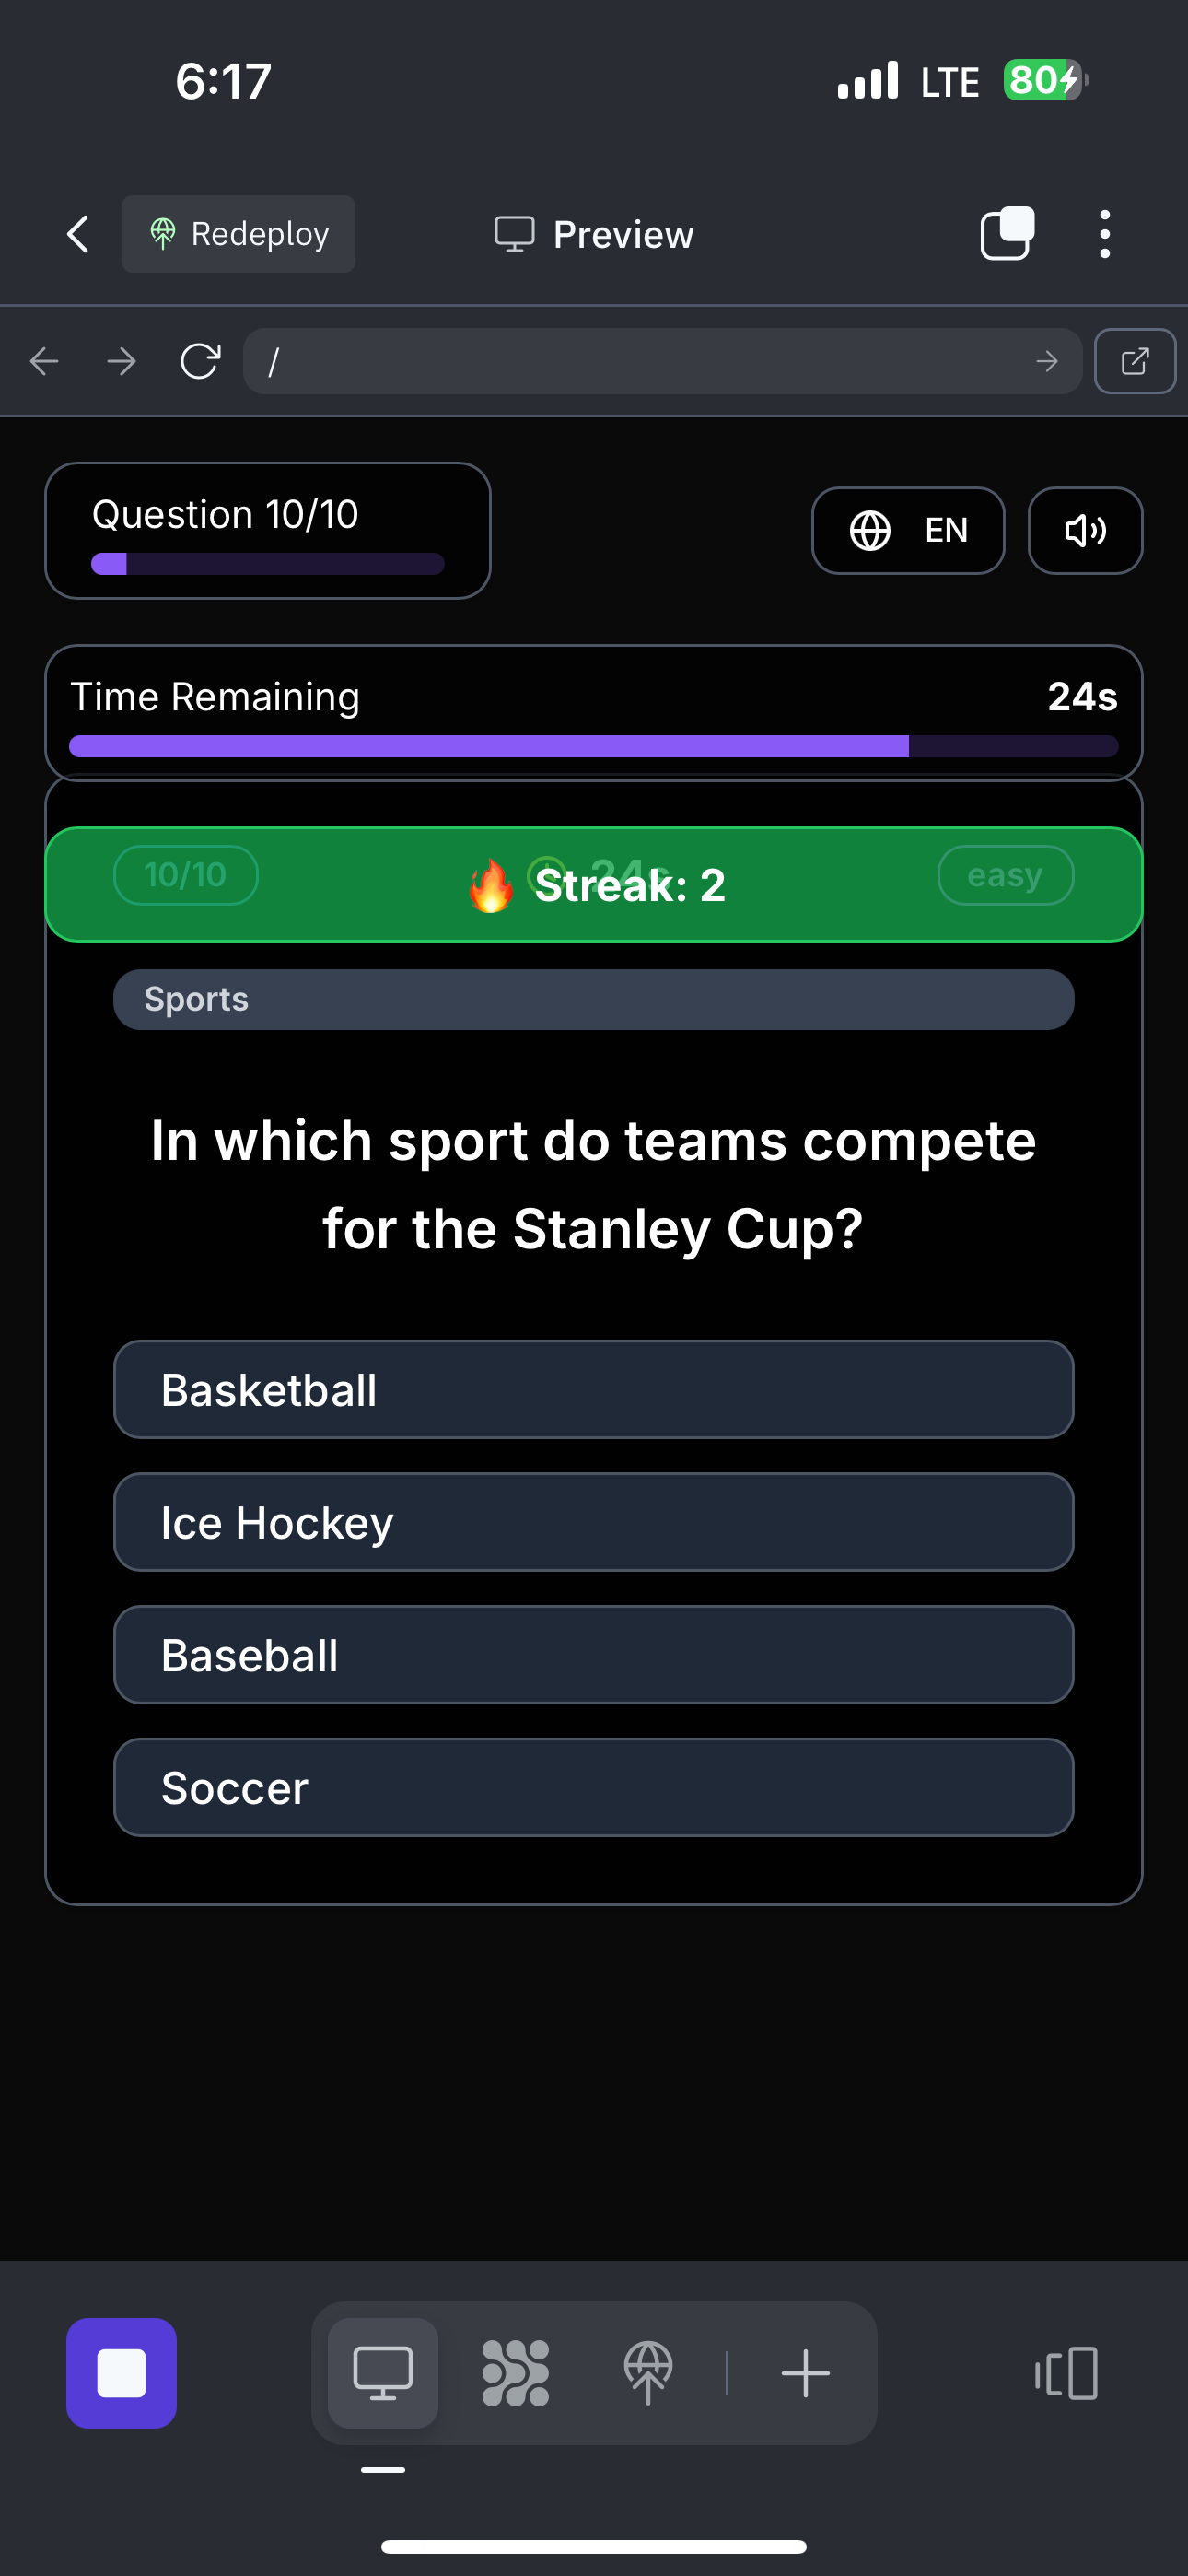 6:17
LTE
80
Redeploy
Preview
/
Question 10/10
EN
Time Remaining
24s
10/10
24s
easy
🔥 Streak: 2
Sports
In which sport do teams compete
for the Stanley Cup?
Basketball
Ice Hockey
Baseball
Soccer